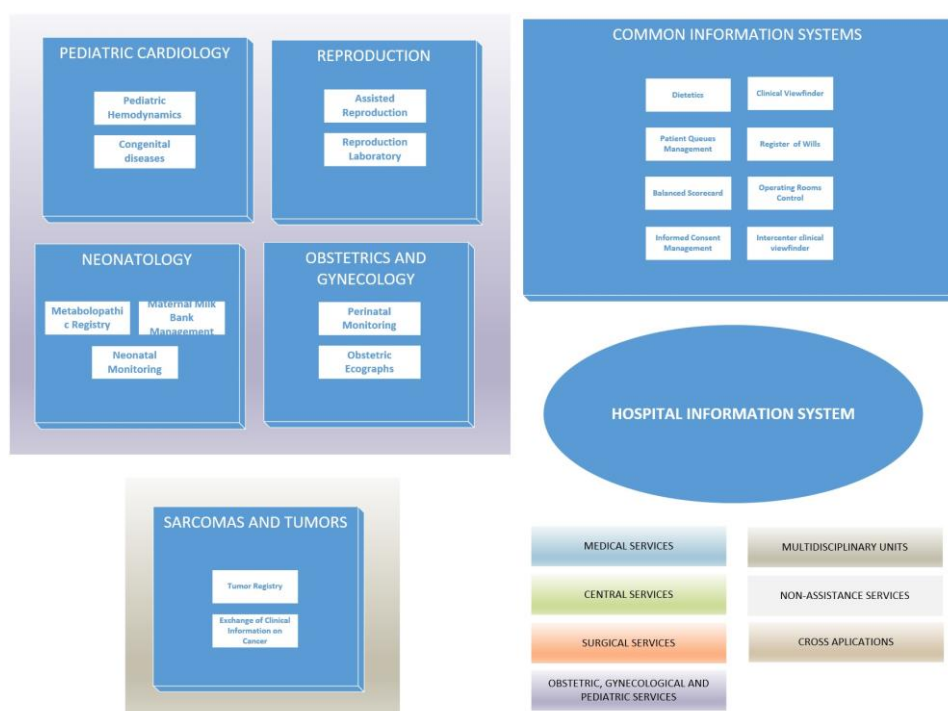 PEDIATRIC CARDIOLOGY
Pediatric
Hemodynamics
Congenital
diseases
REPRODUCTION
Assisted
Reproduction
Reproduction
Laboratory
NEONATOLOGY
Metabolopathi
c Registry
Maternal Milk
Bank
Management
Neonatal
Monitoring
OBSTETRICS AND
GYNECOLOGY
Perinatal
Monitoring
Obstetric
Ecographs
COMMON INFORMATION SYSTEMS
Dietetics
Clinical Viewfinder
Patient Queues
Management
Register of Wills
Balanced Scorecard
Operating Rooms
Control
Informed Consent
Management
Intercenter clinical
viewfinder
HOSPITAL INFORMATION SYSTEM
SARCOMAS AND TUMORS
Tumor Registry
Exchange of Clinical
Information on
Cancer
MEDICAL SERVICES
MULTIDISCIPLINARY UNITS
CENTRAL SERVICES
NON-ASSISTANCE SERVICES
SURGICAL SERVICES
CROSS APLICATIONS
OBSTETRIC, GYNECOLOGICAL AND
PEDIATRIC SERVICES